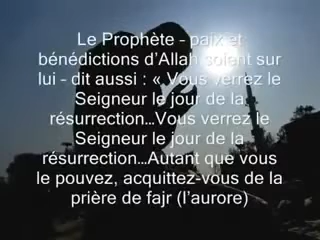 Le Prophète – paix et
bénédictions d’Allah soient sur
lui – dit aussi : « Vous verrez le
Seigneur le jour de la
résurrection…Vous verrez le
Seigneur le jour de la
résurrection…Autant que vous
le pouvez, acquittez-vous de la
prière de fajr (l’aurore)